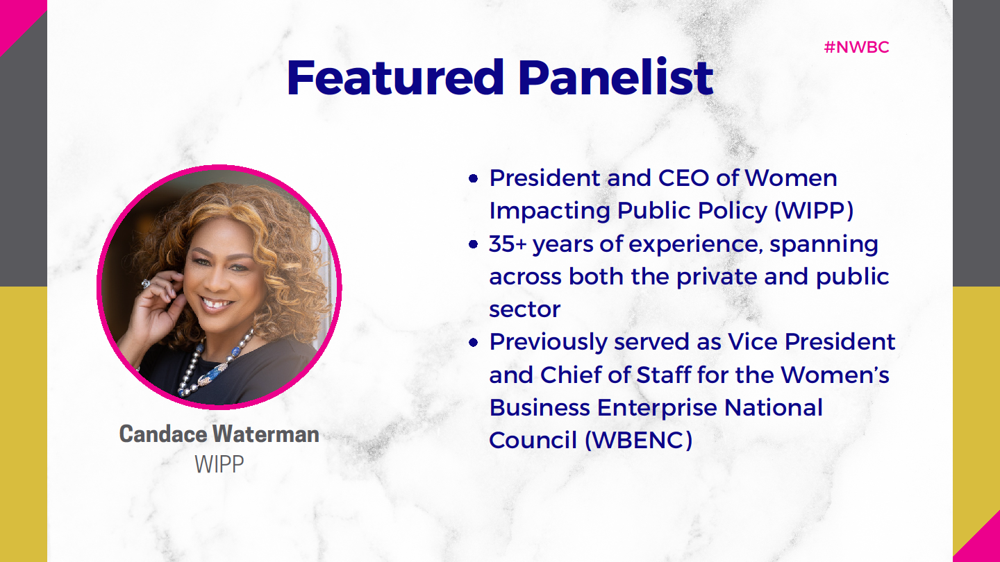 #NWBC
Featured Panelist
Candace Waterman
WIPP
President and CEO of Women
Impacting Public Policy (WIPP)
35+ years of experience, spanning
across both the private and public
sector
Previously served as Vice President
and Chief of Staff for the Women’s
Business Enterprise National
Council (WBENC)